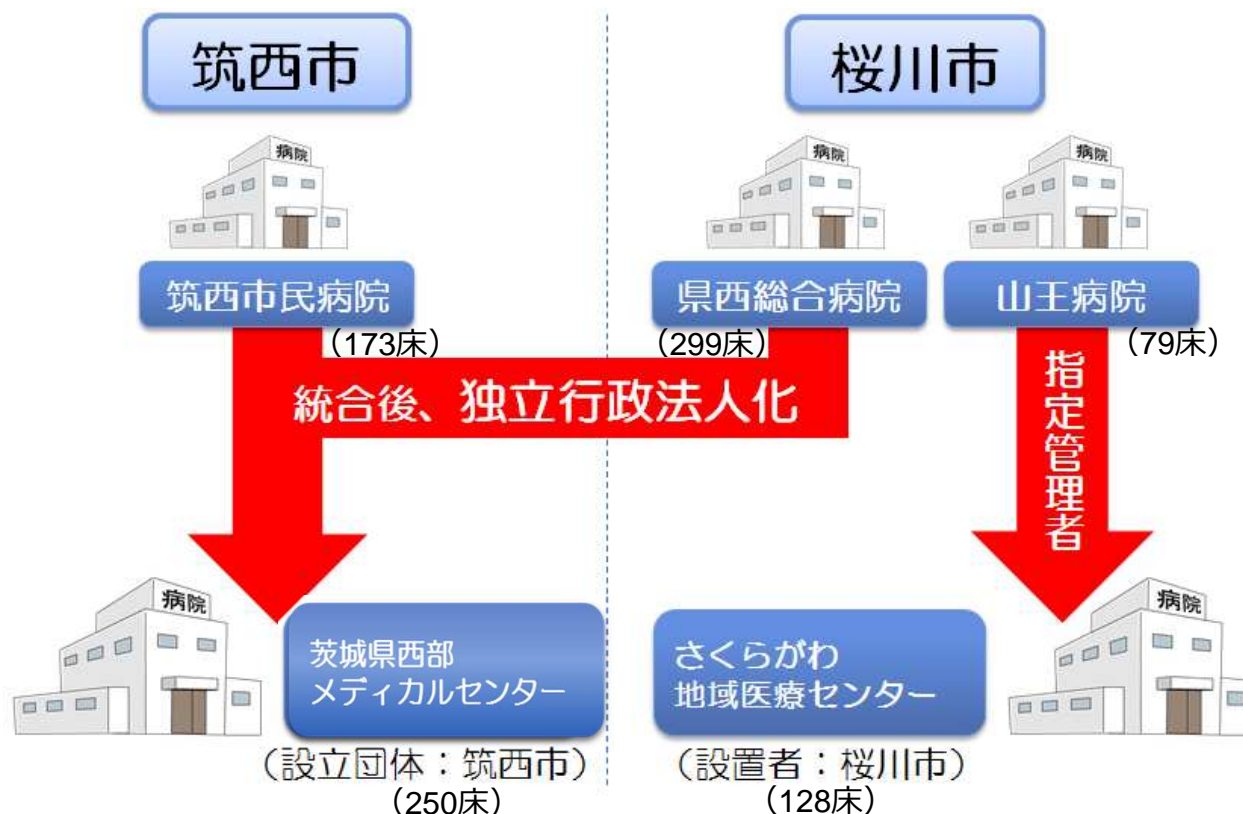 筑西市
桜川市
病院
病院
病院
筑西市民病院
県西総合病院
山王病院
（173床）
（299床）
（79床）
統合後、独立行政法人化
指定管理者
病院
病院
茨城県西部
メディカルセンター
さくらがわ
地域医療センター
（設立団体：筑西市）
（設置者：桜川市）
（250床）
（128床）